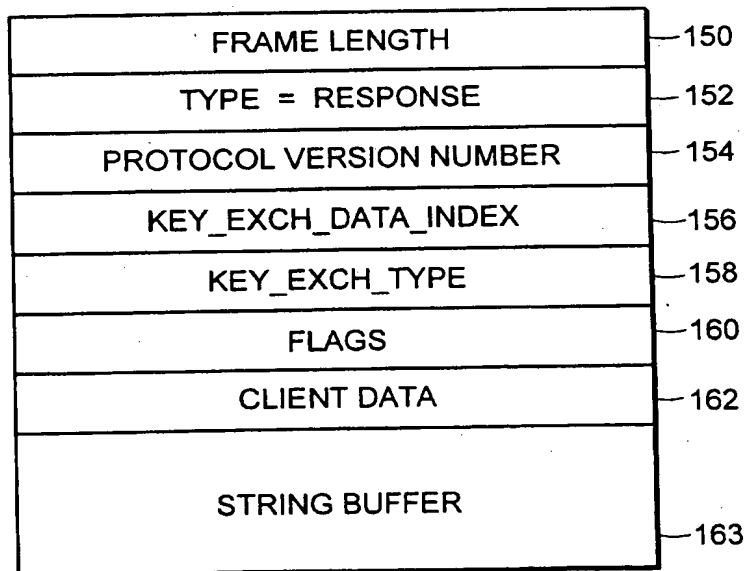 FRAME LENGTH 150
TYPE = RESPONSE 152
PROTOCOL VERSION NUMBER 154
KEY_EXCH_DATA_INDEX 156
KEY_EXCH_TYPE 158
FLAGS 160
CLIENT DATA 162
STRING BUFFER 163